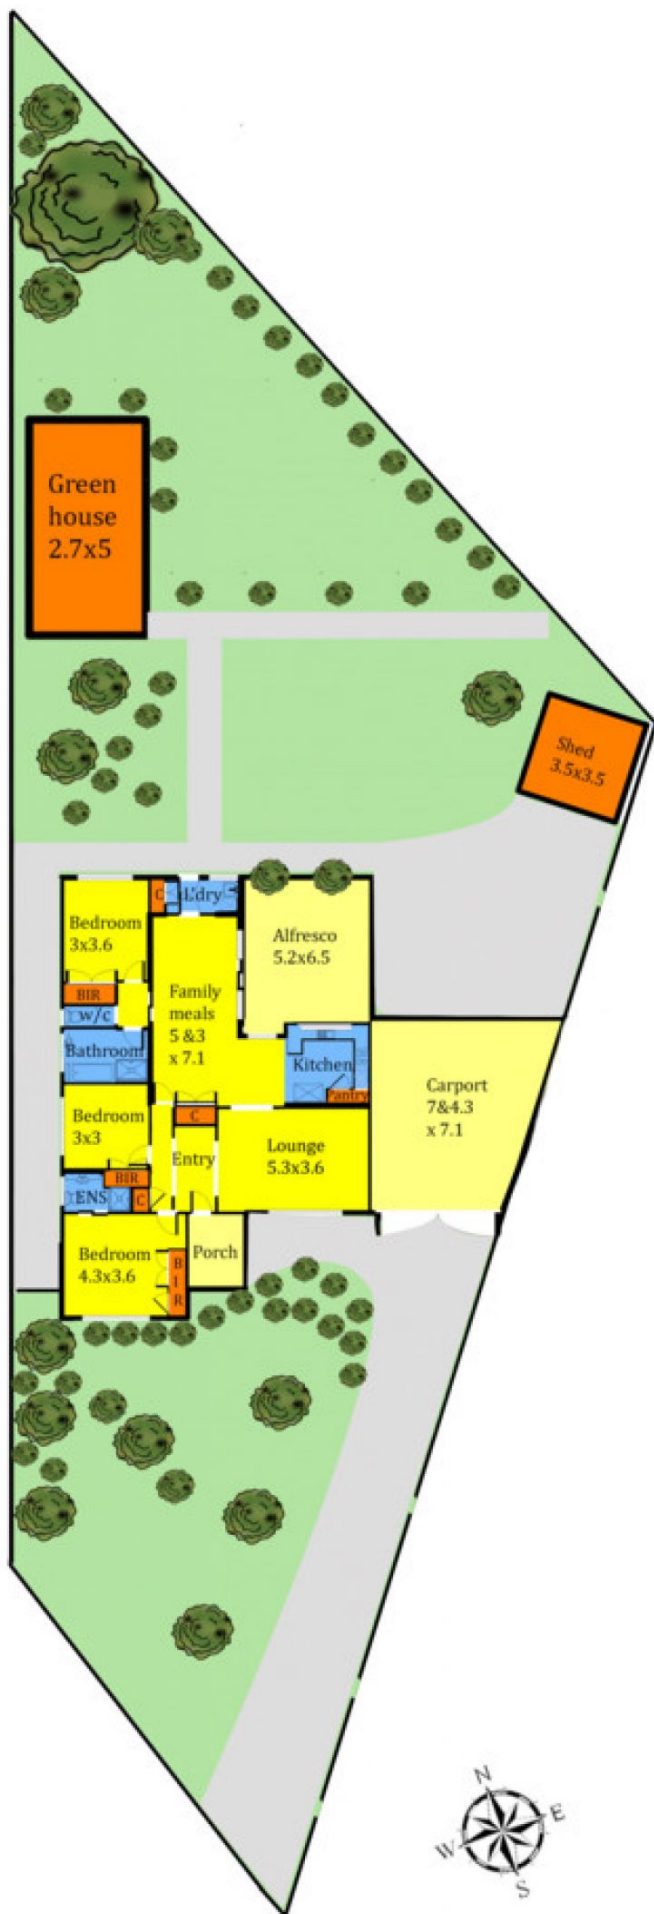 Green
house
2.7x5
Shed
3.5x3.5
C
L'dry
Bedroom
3x3.6
Alfresco
5.2x6.5
BIR
w/c
Family
meals
5 &3
x 7.1
Bathroom
Kitchen
Pantry
Carport
7&4.3
x 7.1
Bedroom
3x3
C
Entry
Lounge
5.3x3.6
BIR
ENS
C
Bedroom
4.3x3.6
B
I
R
Porch
N
E
W
S